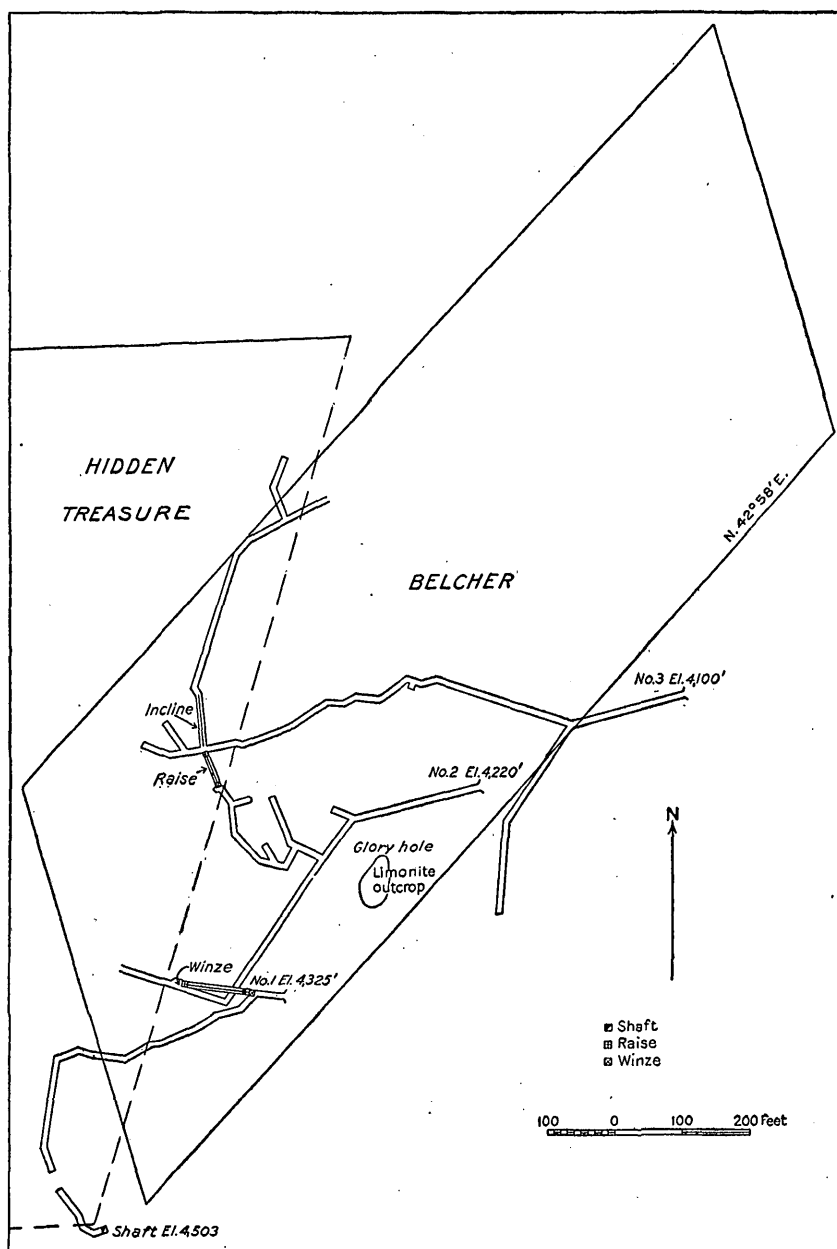 HIDDEN
TREASURE
N. 42°58'E.
BELCHER
No.3 El.4,100'
Incline
Raise
No.2 El.4,220'
N
Glory hole
Limonite
outcrop
Winze
No.1 El.4,325'
Shaft
Raise
Winze
100 0 100 200 Feet
Shaft El.4,503